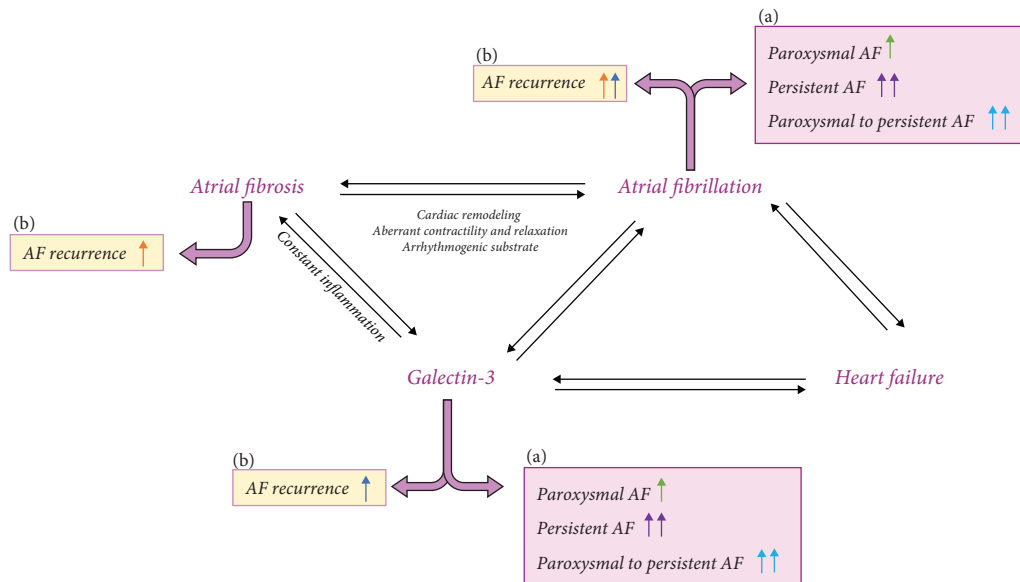 (a)
Paroxysmal AF
Persistent AF
Paroxysmal to persistent AF
(b)
AF recurrence
Atrial fibrosis
Atrial fibrillation
Cardiac remodeling
Aberrant contractility and relaxation
Arrhythmogenic substrate
(b)
AF recurrence
Constant inflammation
Galectin-3
Heart failure
(b)
AF recurrence
(a)
Paroxysmal AF
Persistent AF
Paroxysmal to persistent AF